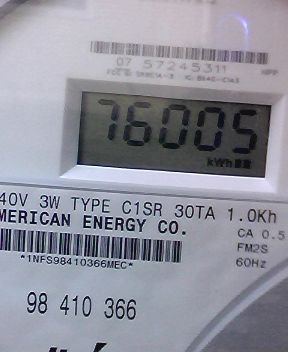 07 57245311
76005
kWh
40V 3W TYPE C1SR 30TA 1.0Kh
MERICAN ENERGY CO.
CA 0.5
FM2S
60Hz
*1NFS98410366MEC*
98 410 366